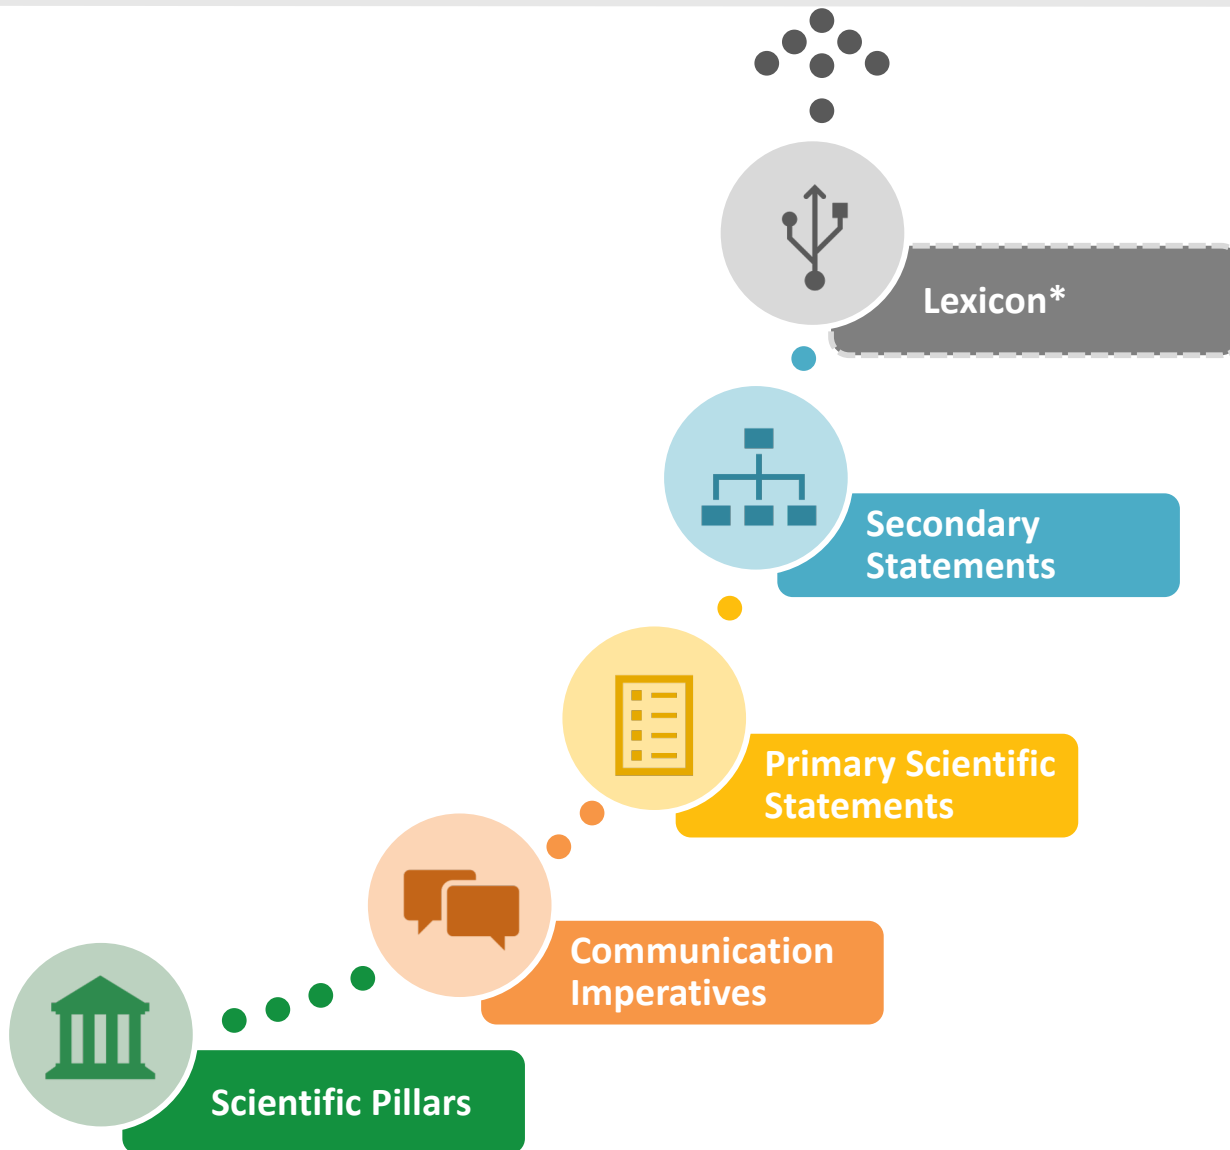 Lexicon*
Secondary
Statements
Primary Scientific
Statements
Communication
Imperatives
Scientific Pillars